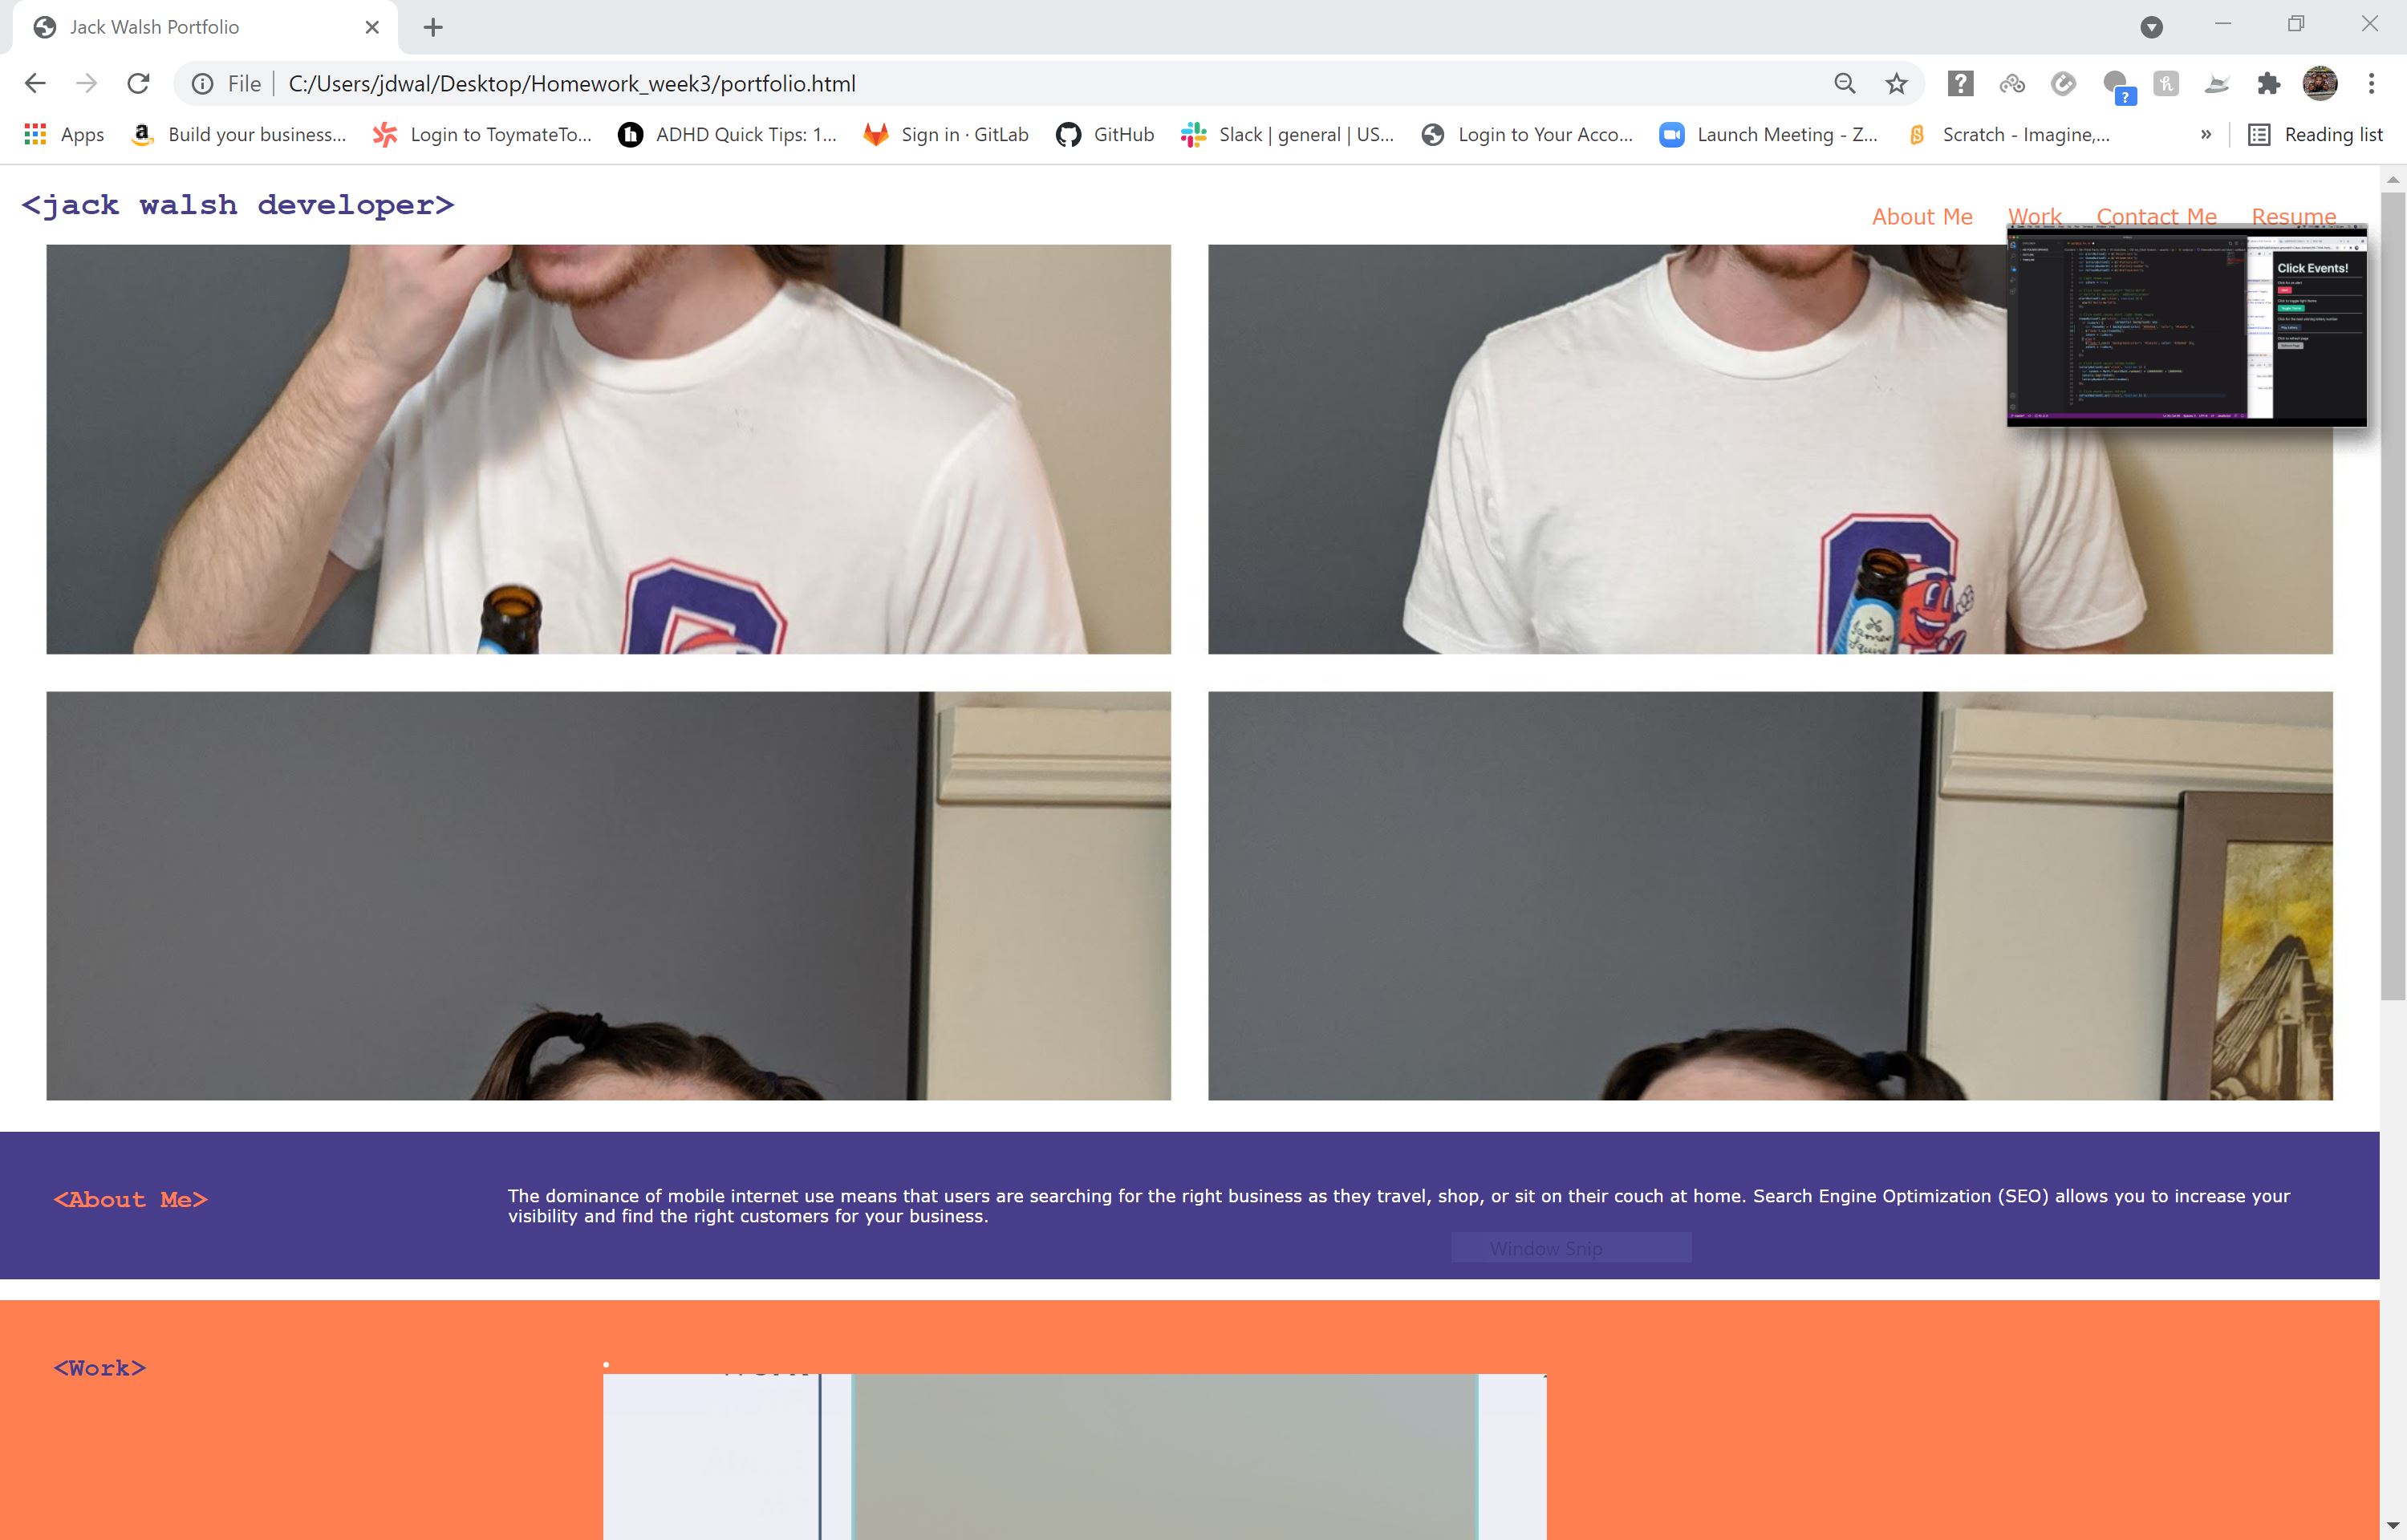 Jack Walsh Portfolio
File C:/Users/jdwal/Desktop/Homework_week3/portfolio.html
Apps Build your business... Login to ToymateTo... ADHD Quick Tips: 1... Sign in · GitLab GitHub Slack | general | US... Login to Your Acco... Launch Meeting - Z... Scratch - Imagine,... » Reading list
<jack walsh developer>
About Me Work Contact Me Resume
Click Events!
James
Squire
<About Me>
The dominance of mobile internet use means that users are searching for the right business as they travel, shop, or sit on their couch at home. Search Engine Optimization (SEO) allows you to increase your
visibility and find the right customers for your business.
Window Snip
<Work>